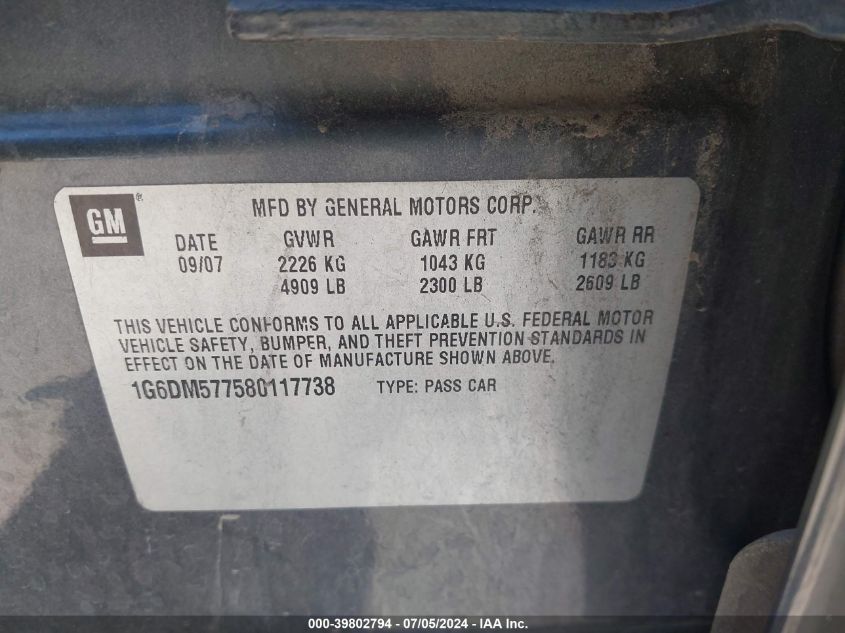 GM®
MFD BY GENERAL MOTORS CORP.
DATE GVWR GAWR FRT GAWR RR
09/07 2226 KG 1043 KG 1183 KG
4909 LB 2300 LB 2609 LB
THIS VEHICLE CONFORMS TO ALL APPLICABLE U.S. FEDERAL MOTOR
VEHICLE SAFETY, BUMPER, AND THEFT PREVENTION STANDARDS IN
EFFECT ON THE DATE OF MANUFACTURE SHOWN ABOVE.
1G6DM577580117738 TYPE: PASS CAR
000-39802794 - 07/05/2024 - IAA Inc.